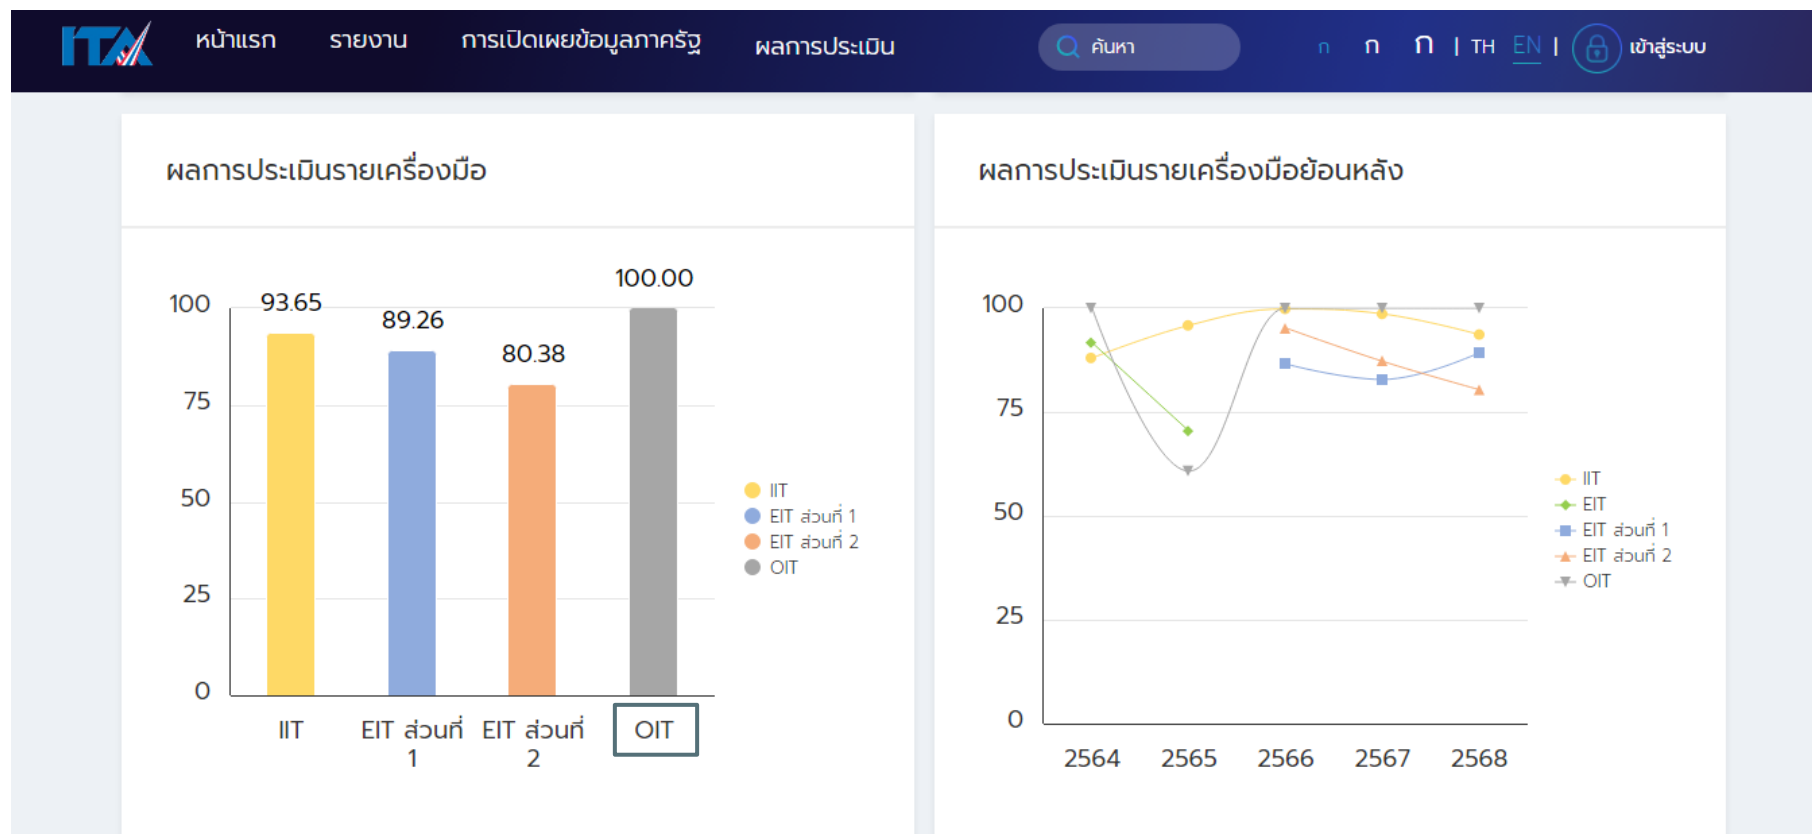 ITA หน้าแรก รายงาน การเปิดเผยข้อมูลภาครัฐ ผลการประเมิน ค้นหา ก ก ก | TH EN | เข้าสู่ระบบ
ผลการประเมินรายเครื่องมือ
100.00
100 93.65
89.26
80.38
75
50
25
0
IIT
EIT ส่วนที่ 1
EIT ส่วนที่ 2
OIT
IIT EIT ส่วนที่ EIT ส่วนที่ OIT
1 2
ผลการประเมินรายเครื่องมือย้อนหลัง
100
75
50
25
0
IIT
EIT
EIT ส่วนที่ 1
EIT ส่วนที่ 2
OIT
2564 2565 2566 2567 2568